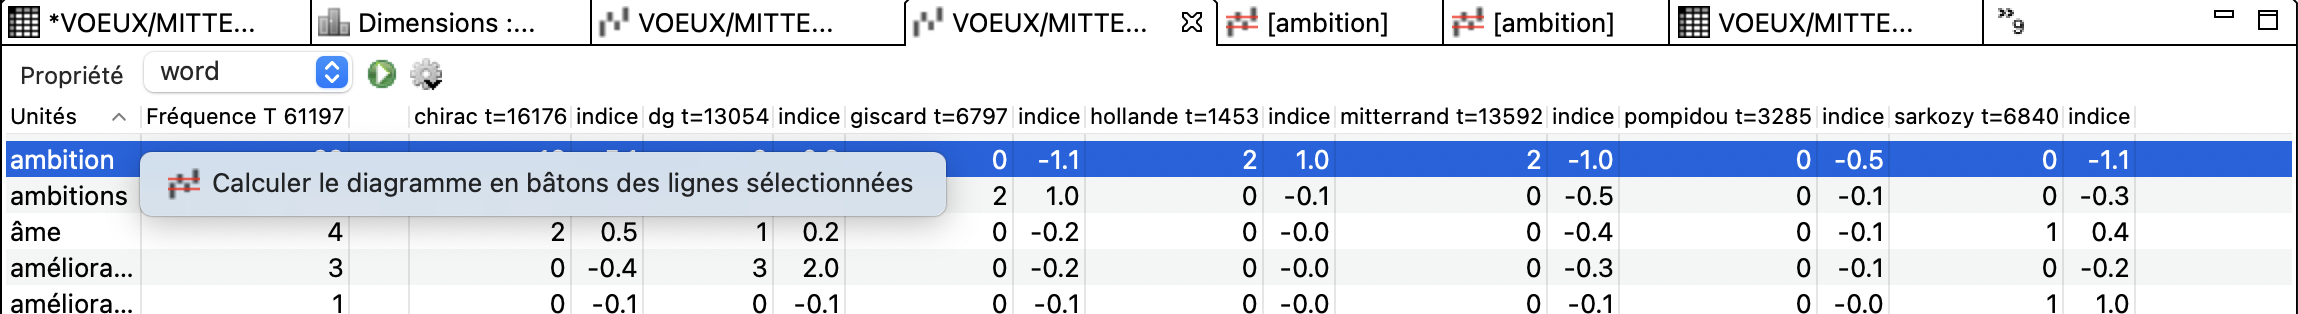 *VOEUX/MITTE... Dimensions :... VOEUX/MITTE... VOEUX/MITTE... [ambition] [ambition] VOEUX/MITTE... »9
Propriété word
Unités Fréquence T 61197 chirac t=16176 indice dg t=13054 indice giscard t=6797 indice hollande t=1453 indice mitterrand t=13592 indice pompidou t=3285 indice sarkozy t=6840 indice
ambition 0 -1.1 2 1.0 2 -1.0 0 -0.5 0 -1.1
Calculer le diagramme en bâtons des lignes sélectionnées
ambitions 2 1.0 0 -0.1 0 -0.5 0 -0.1 0 -0.3
âme 4 2 0.5 1 0.2 0 -0.2 0 -0.0 0 -0.4 0 -0.1 1 0.4
améliora... 3 0 -0.4 3 2.0 0 -0.2 0 -0.0 0 -0.3 0 -0.1 0 -0.2
améliora... 1 0 -0.1 0 -0.1 0 -0.1 0 -0.0 0 -0.1 0 -0.0 1 1.0